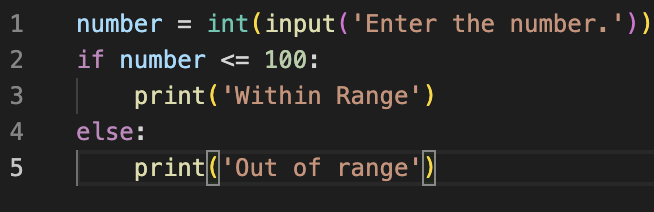 1 number = int(input('Enter the number.'))
2 if number <= 100:
3     print('Within Range')
4 else:
5     print('Out of range')